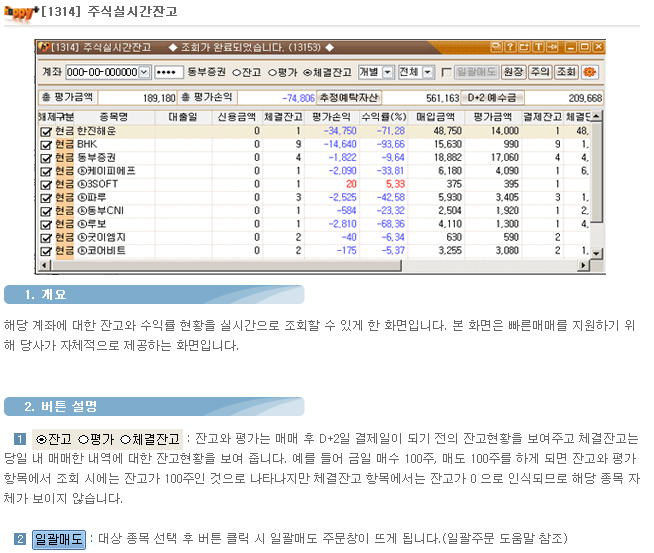 happy+ [1314] 주식실시간잔고
[1314] 주식실시간잔고 ◆ 조회가 완료되었습니다. (13153) ◆
계좌 000-00-000000 •••• 동부증권 ○잔고 ○평가 ⊙체결잔고 개별 전체 일괄매도 원장 주의 조회
총 평가금액 189,180 총 평가손익 -74,806 추정예탁자산 561,163 D+2 예수금 209,668
해제 구분 종목명 대출일 신용금액 체결잔고 평가손익 수익률(%) 매입금액 평가금액 결제잔고 체결단
현금 한진해운 0 1 -34,750 -71,28 48,750 14,000 1 48,
현금 BHK 0 9 -14,640 -93,66 15,630 990 9 1,
현금 동부증권 0 4 -1,822 -9,64 18,882 17,060 4 4,
현금 ⓚ케이피에프 0 1 -2,090 -33,81 6,180 4,090 1 6,
현금 ⓚ3SOFT 0 1 20 5,33 375 395 1
현금 ⓚ파루 0 3 -2,525 -42,58 5,930 3,405 3 1,
현금 ⓚ동부CNI 0 1 -584 -23,32 2,504 1,920 1 2,
현금 ⓚ루보 0 1 -2,810 -68,36 4,110 1,300 1 4,
현금 ⓚ굿이엠지 0 2 -40 -6,34 630 590 2
현금 ⓚ코어비트 0 2 -175 -5,37 3,255 3,080 2 1,
1. 개요
해당 계좌에 대한 잔고와 수익률 현황을 실시간으로 조회할 수 있게 한 화면입니다. 본 화면은 빠른매매를 지원하기 위
해 당사가 자체적으로 제공하는 화면입니다.
2. 버튼 설명
1 ⊙잔고 ○평가 ○체결잔고 : 잔고와 평가는 매매 후 D+2일 결제일이 되기 전의 잔고현황을 보여주고 체결잔고는
당일 내 매매한 내역에 대한 잔고현황을 보여 줍니다. 예를 들어 금일 매수 100주, 매도 100주를 하게 되면 잔고와 평가
항목에서 조회 시에는 잔고가 100주인 것으로 나타나지만 체결잔고 항목에서는 잔고가 0 으로 인식되므로 해당 종목 자
체가 보이지 않습니다.
2 일괄매도 : 대상 종목 선택 후 버튼 클릭 시 일괄매도 주문창이 뜨게 됩니다.(일괄주문 도움말 참조)